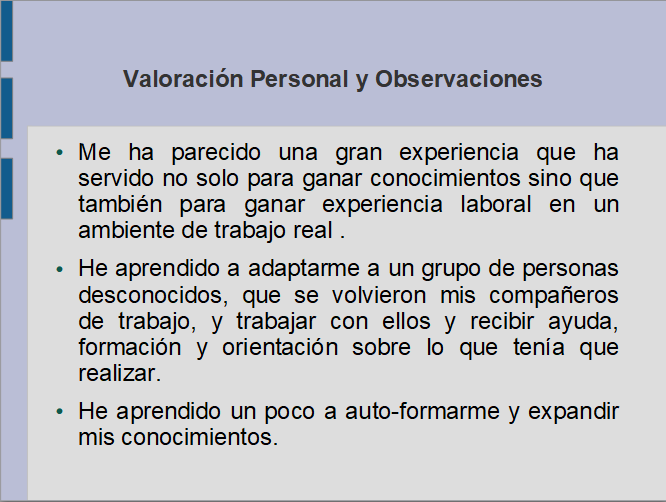 Valoración Personal y Observaciones
• Me ha parecido una gran experiencia que ha
servido no solo para ganar conocimientos sino que
también para ganar experiencia laboral en un
ambiente de trabajo real .
• He aprendido a adaptarme a un grupo de personas
desconocidos, que se volvieron mis compañeros
de trabajo, y trabajar con ellos y recibir ayuda,
formación y orientación sobre lo que tenía que
realizar.
• He aprendido un poco a auto-formarme y expandir
mis conocimientos.